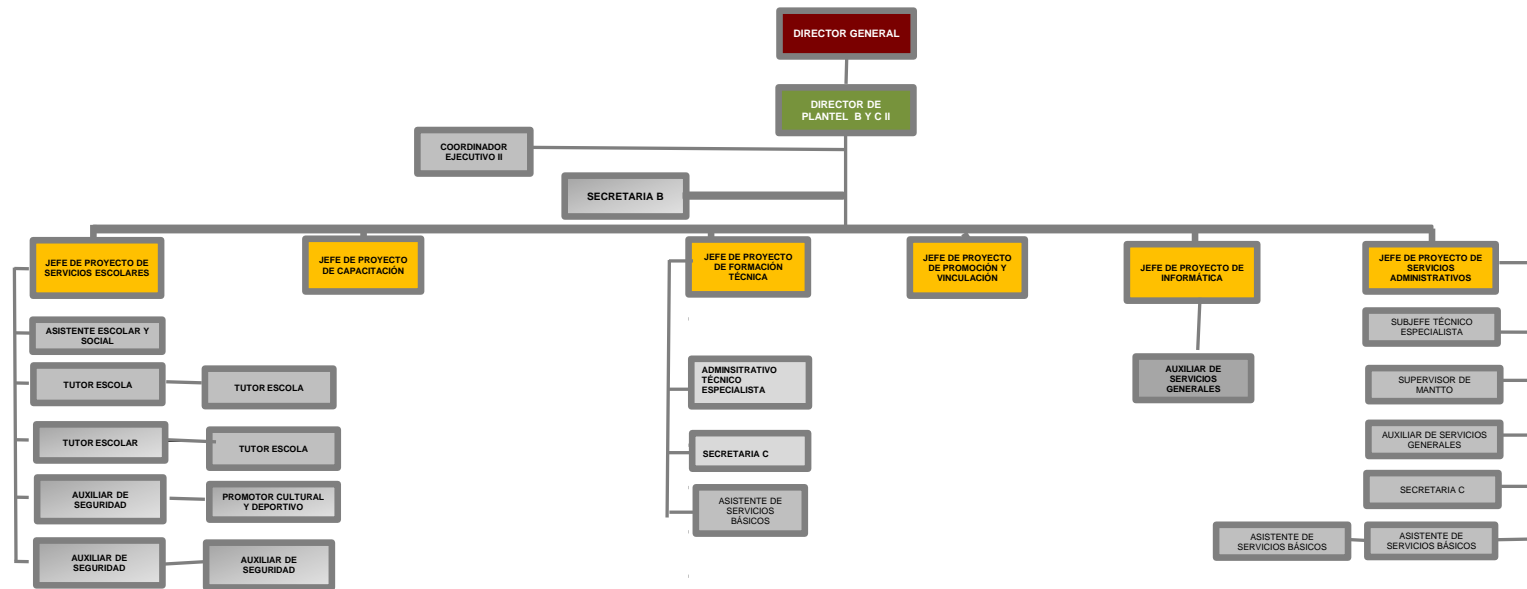 DIRECTOR GENERAL
DIRECTOR DE
PLANTEL B Y C II
COORDINADOR
EJECUTIVO II
SECRETARIA B
JEFE DE PROYECTO DE
SERVICIOS ESCOLARES
JEFE DE PROYECTO
DE CAPACITACIÓN
JEFE DE PROYECTO
DE FORMACIÓN
TÉCNICA
JEFE DE PROYECTO
DE PROMOCIÓN Y
VINCULACIÓN
JEFE DE PROYECTO DE
INFORMÁTICA
JEFE DE PROYECTO DE
SERVICIOS
ADMINISTRATIVOS
ASISTENTE ESCOLAR Y
SOCIAL
TUTOR ESCOLA
TUTOR ESCOLA
TUTOR ESCOLAR
TUTOR ESCOLA
AUXILIAR DE
SEGURIDAD
PROMOTOR CULTURAL
Y DEPORTIVO
AUXILIAR DE
SEGURIDAD
AUXILIAR DE
SEGURIDAD
ADMINSITRATIVO
TÉCNICO
ESPECIALISTA
SECRETARIA C
ASISTENTE DE
SERVICIOS
BÁSICOS
AUXILIAR DE
SERVICIOS
GENERALES
SUBJEFE TÉCNICO
ESPECIALISTA
SUPERVISOR DE
MANTTO
AUXILIAR DE SERVICIOS
GENERALES
SECRETARIA C
ASISTENTE DE
SERVICIOS BÁSICOS
ASISTENTE DE
SERVICIOS BÁSICOS